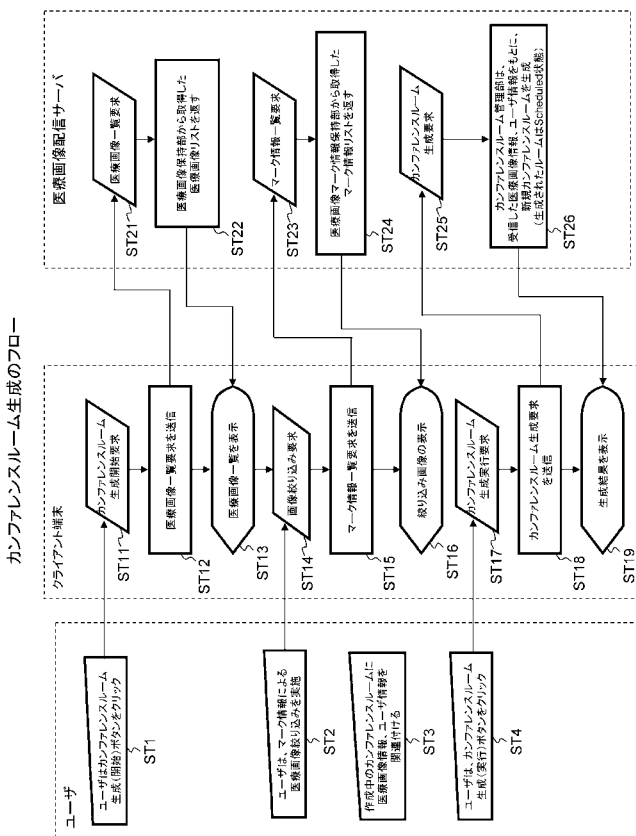 カンファレンスルーム生成のフロー
ユーザ
ユーザはカンファレンスルーム
生成(開始)ボタンをクリック
ST1
ユーザは、マーク情報による
医療画像絞り込みを実施
ST2
作成中のカンファレンスルームに
医療画像情報、ユーザ情報を
関連付ける
ST3
ユーザは、カンファレンスルーム
生成(実行)ボタンをクリック
ST4
クライアント端末
カンファレンスルーム
生成開始要求
ST11
医療画像一覧要求を送信
ST12
医療画像一覧を表示
ST13
画像絞り込み要求
ST14
マーク情報一覧要求を送信
ST15
絞り込み画像の表示
ST16
カンファレンスルーム
生成実行要求
ST17
カンファレンスルーム生成要求
を送信
ST18
生成結果を表示
ST19
医療画像配信サーバ
医療画像一覧要求
ST21
医療画像保持部から取得した
医療画像リストを返す
ST22
マーク情報一覧要求
ST23
医療画像マーク情報保持部から取得した
マーク情報リストを返す
ST24
カンファレンスルーム
生成要求
ST25
カンファレンスルーム管理部は、
受信した医療画像情報、ユーザ情報をもとに、
新規カンファレンスルームを生成
(生成されたルームはScheduled状態)
ST26